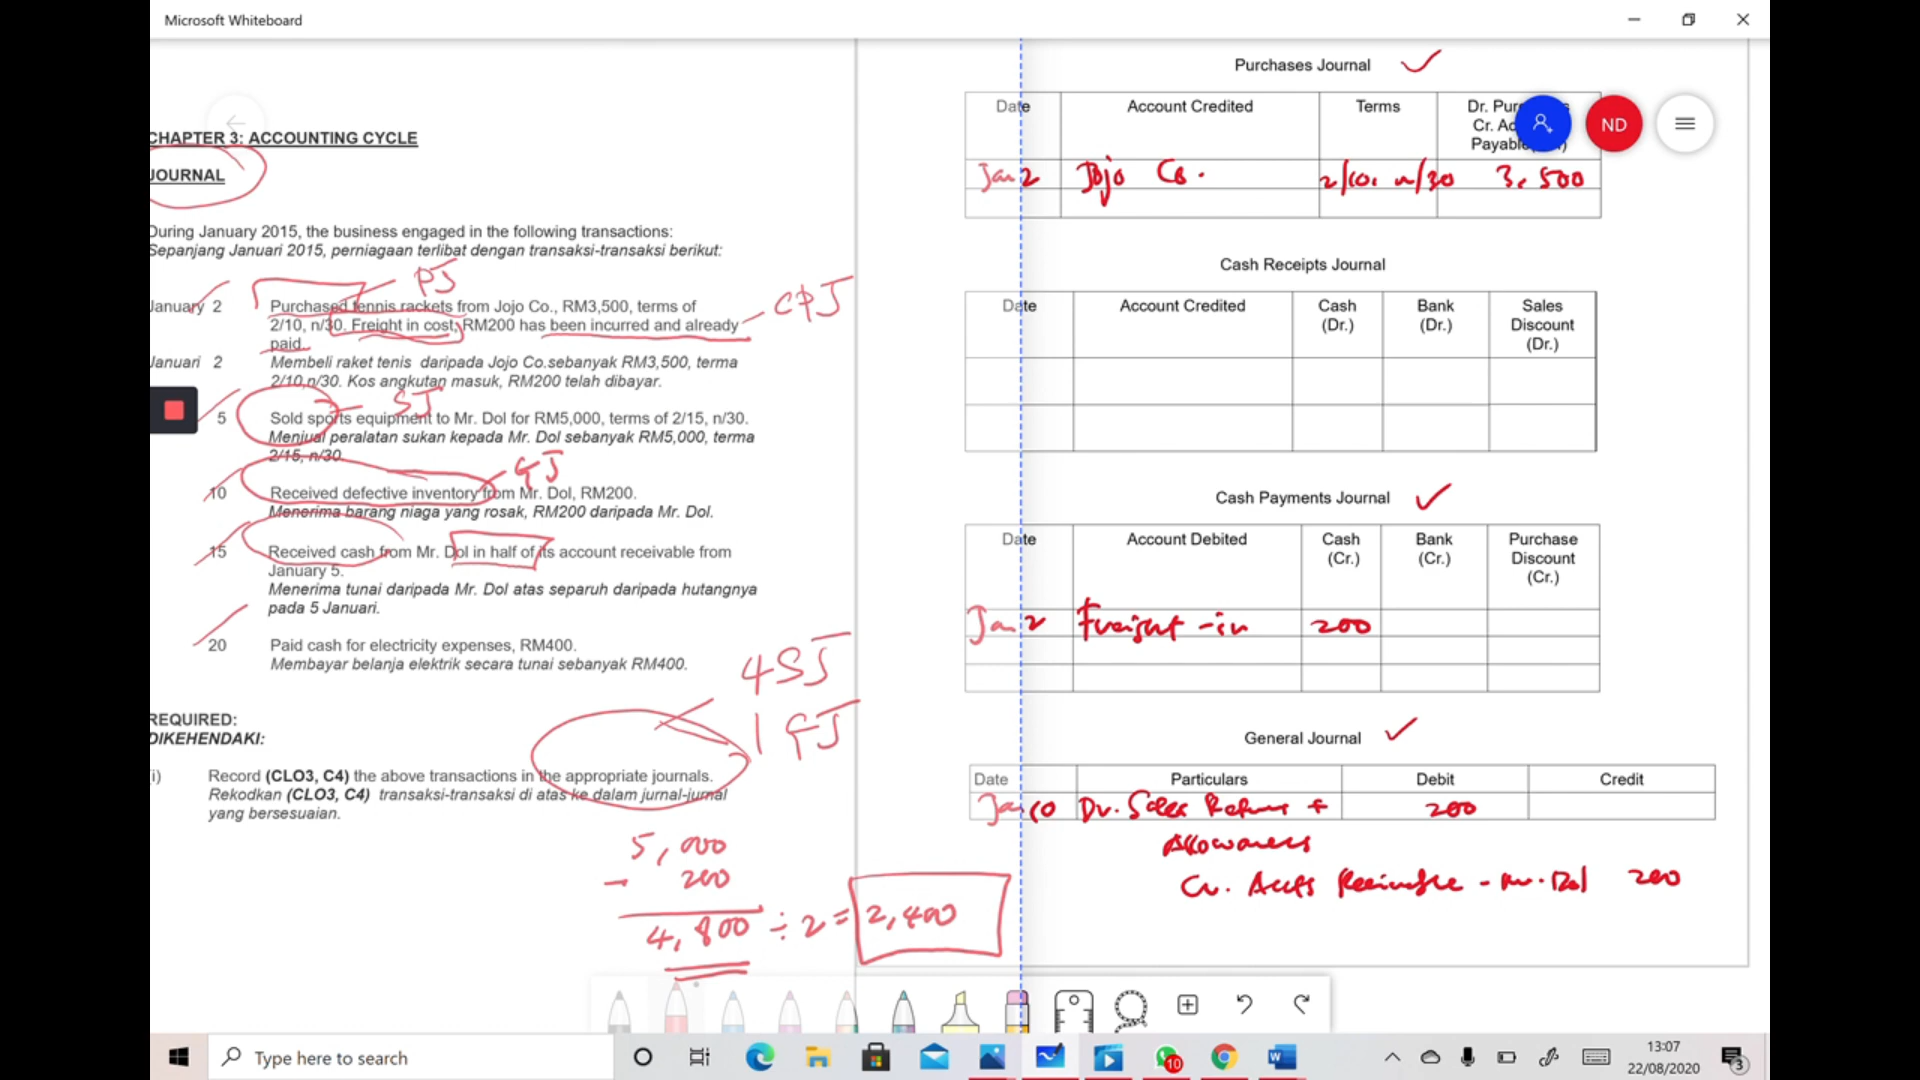 Microsoft Whiteboard
CHAPTER 3: ACCOUNTING CYCLE
JOURNAL
During January 2015, the business engaged in the following transactions:
Sepanjang Januari 2015, perniagaan terlibat dengan transaksi-transaksi berikut:
PJ
January 2 Purchased tennis rackets from Jojo Co., RM3,500, terms of
2/10, n/30. Freight in cost, RM200 has been incurred and already
paid.
CPJ
Januari 2 Membeli raket tenis daripada Jojo Co.sebanyak RM3,500, terma
2/10,n/30. Kos angkutan masuk, RM200 telah dibayar.
SJ
5 Sold sports equipment to Mr. Dol for RM5,000, terms of 2/15, n/30.
Menjual peralatan sukan kepada Mr. Dol sebanyak RM5,000, terma
2/15, n/30
GJ
10 Received defective inventory from Mr. Dol, RM200.
Menerima barang niaga yang rosak, RM200 daripada Mr. Dol.
15 Received cash from Mr. Dol in half of its account receivable from
January 5.
Menerima tunai daripada Mr. Dol atas separuh daripada hutangnya
pada 5 Januari.
20 Paid cash for electricity expenses, RM400.
Membayar belanja elektrik secara tunai sebanyak RM400.
4SJ
1 GJ
REQUIRED:
DIKEHENDAKI:
i) Record (CLO3, C4) the above transactions in the appropriate journals.
Rekodkan (CLO3, C4) transaksi-transaksi di atas ke dalam jurnal-jurnal
yang bersesuaian.
5,000
- 200
4,800 ÷ 2 = 2,400
Purchases Journal
Date Account Credited Terms Dr.
Cr.
Payable
Jan 2 Jojo Co. 2/10, n/30 3,500
ND
Cash Receipts Journal
Date Account Credited Cash (Dr.) Bank (Dr.) Sales Discount (Dr.)
Cash Payments Journal
Date Account Debited Cash (Cr.) Bank (Cr.) Purchase Discount (Cr.)
Jan 2 Freight-in 200
General Journal
Date Particulars Debit Credit
Jan 10 Dr. Sales Returns + 200
Allowances
Cr. Accts Receivable - Mr. Dol 200
Type here to search
10
13:07
22/08/2020
3